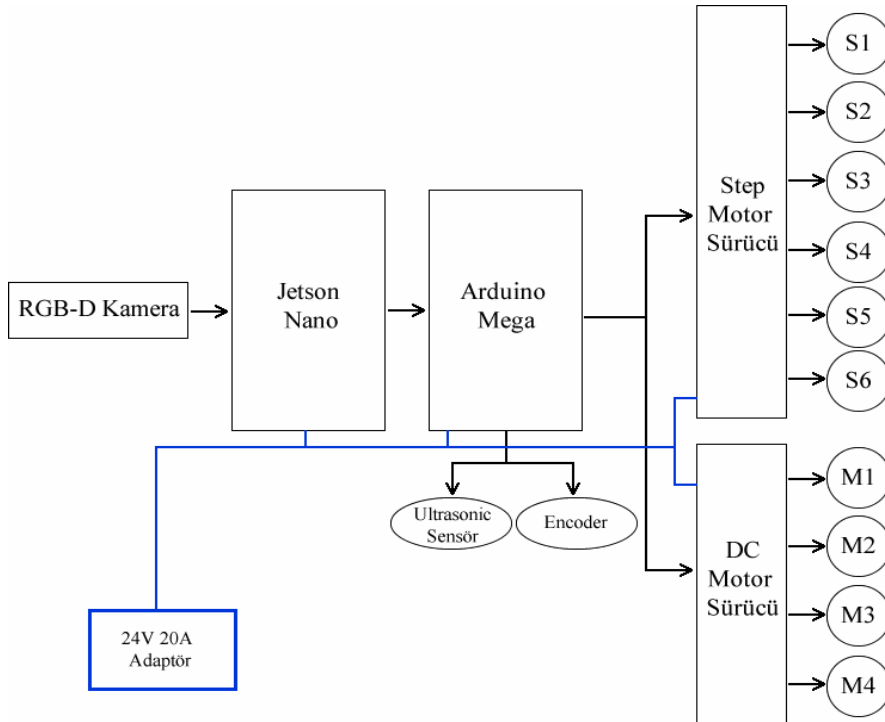 RGB-D Kamera
Jetson
Nano
Arduino
Mega
Step
Motor
Sürücü
S1
S2
S3
S4
S5
S6
Ultrasonic
Sensör
Encoder
DC
Motor
Sürücü
M1
M2
M3
M4
24V 20A
Adaptör